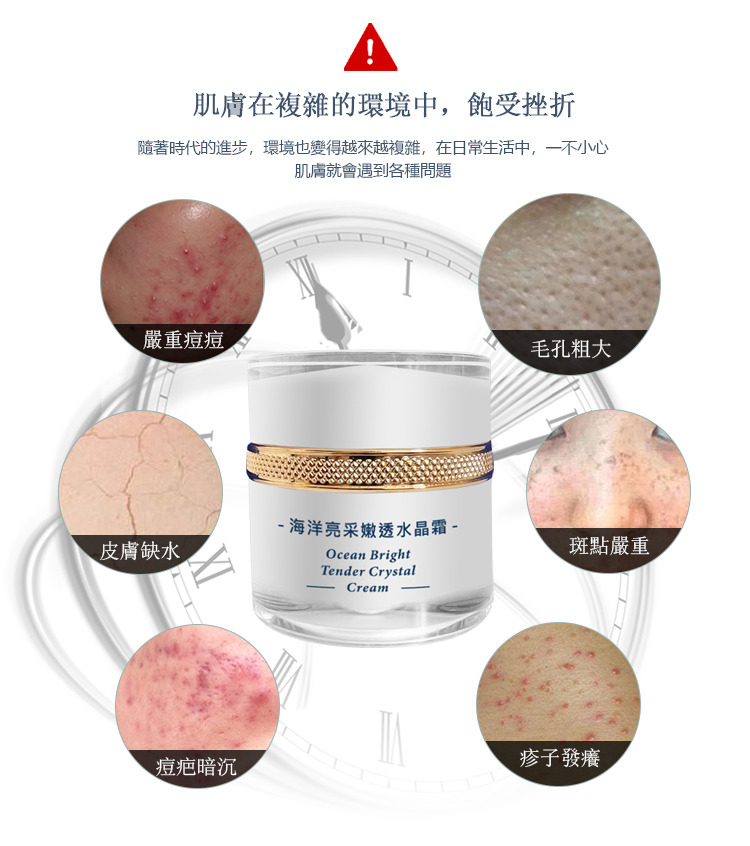 肌膚在複雜的環境中，飽受挫折
隨著時代的進步，環境也變得越來越複雜，在日常生活中，一不小心
肌膚就會遇到各種問題
嚴重痘痘
毛孔粗大
皮膚缺水
斑點嚴重
- 海洋亮采嫩透水晶霜 -
Ocean Bright
Tender Crystal
Cream
痘疤暗沉
疹子發癢